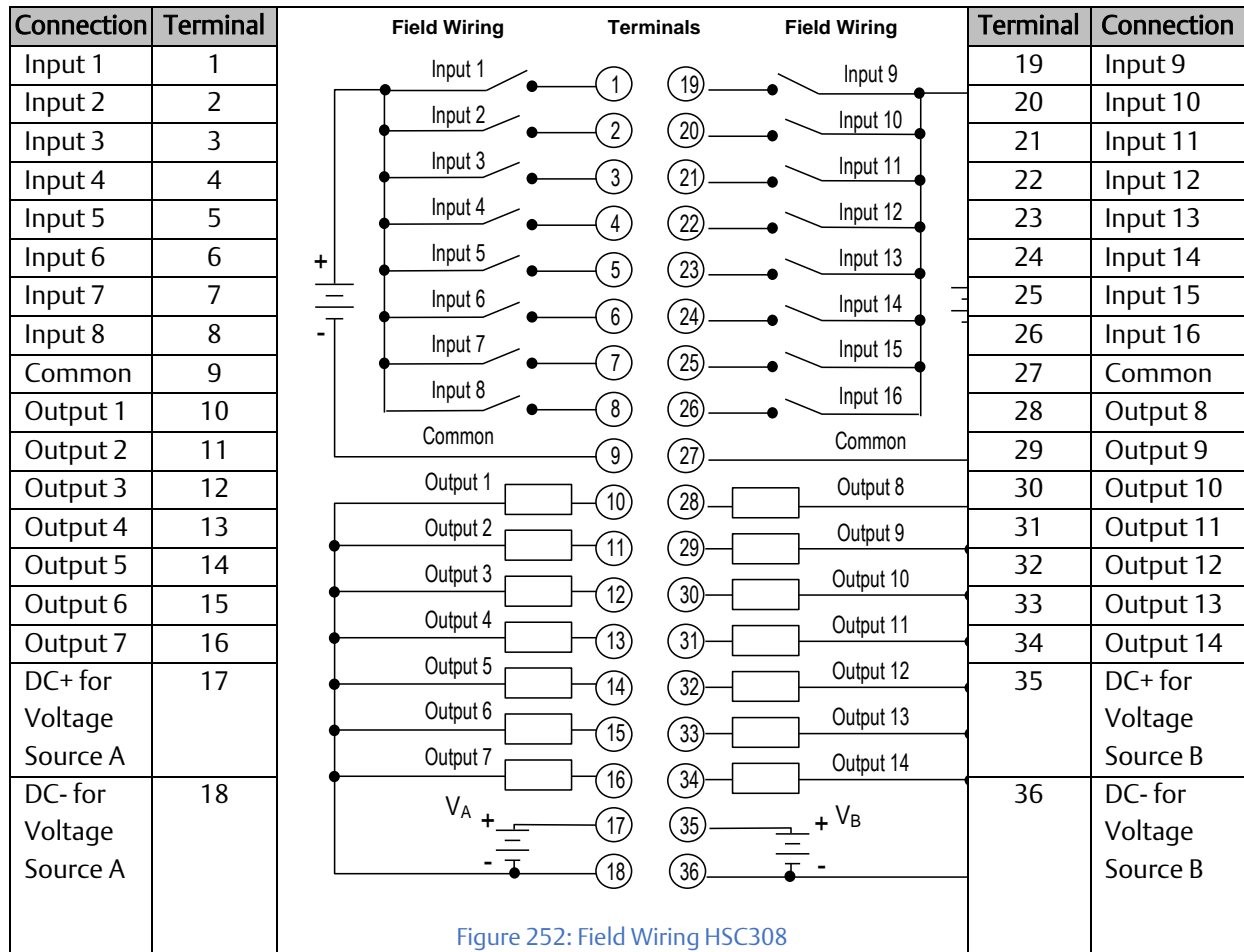 Connection Terminal
Input 1 1
Input 2 2
Input 3 3
Input 4 4
Input 5 5
Input 6 6
Input 7 7
Input 8 8
Common 9
Output 1 10
Output 2 11
Output 3 12
Output 4 13
Output 5 14
Output 6 15
Output 7 16
DC+ for 17
Voltage
Source A
DC- for 18
Voltage
Source A
Field Wiring Terminals Field Wiring
Input 1 1 19 Input 9
Input 2 2 20 Input 10
Input 3 3 21 Input 11
Input 4 4 22 Input 12
Input 5 5 23 Input 13
+
Input 6 6 24 Input 14
-
Input 7 7 25 Input 15
Input 8 8 26 Input 16
Common 9 27 Common
Output 1 10 28 Output 8
Output 2 11 29 Output 9
Output 3 12 30 Output 10
Output 4 13 31 Output 11
Output 5 14 32 Output 12
Output 6 15 33 Output 13
Output 7 16 34 Output 14
VA + 17 35 + VB
- 18 36 -
Figure 252: Field Wiring HSC308
Terminal Connection
19 Input 9
20 Input 10
21 Input 11
22 Input 12
23 Input 13
24 Input 14
25 Input 15
26 Input 16
27 Common
28 Output 8
29 Output 9
30 Output 10
31 Output 11
32 Output 12
33 Output 13
34 Output 14
35 DC+ for
Voltage
Source B
36 DC- for
Voltage
Source B